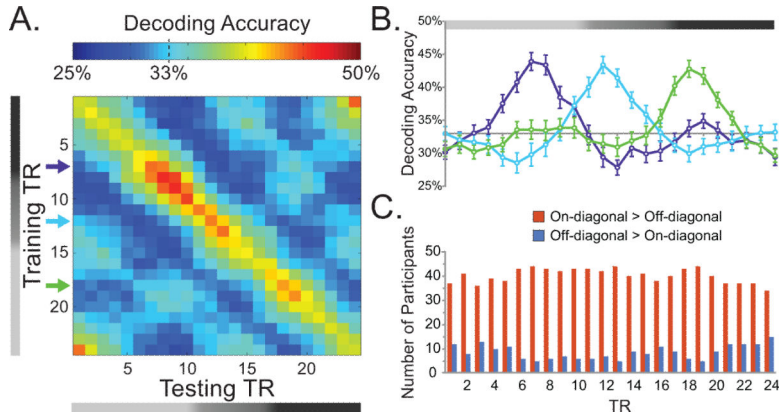 A.
Decoding Accuracy
25%
33%
50%
5
10
15
20
Training TR
5
10
15
20
Testing TR
B.
50%
45%
40%
35%
33%
30%
25%
Decoding Accuracy
C.
On-diagonal > Off-diagonal
Off-diagonal > On-diagonal
50
40
30
20
10
0
Number of Participants
2 4 6 8 10 12 14 16 18 20 22 24
TR